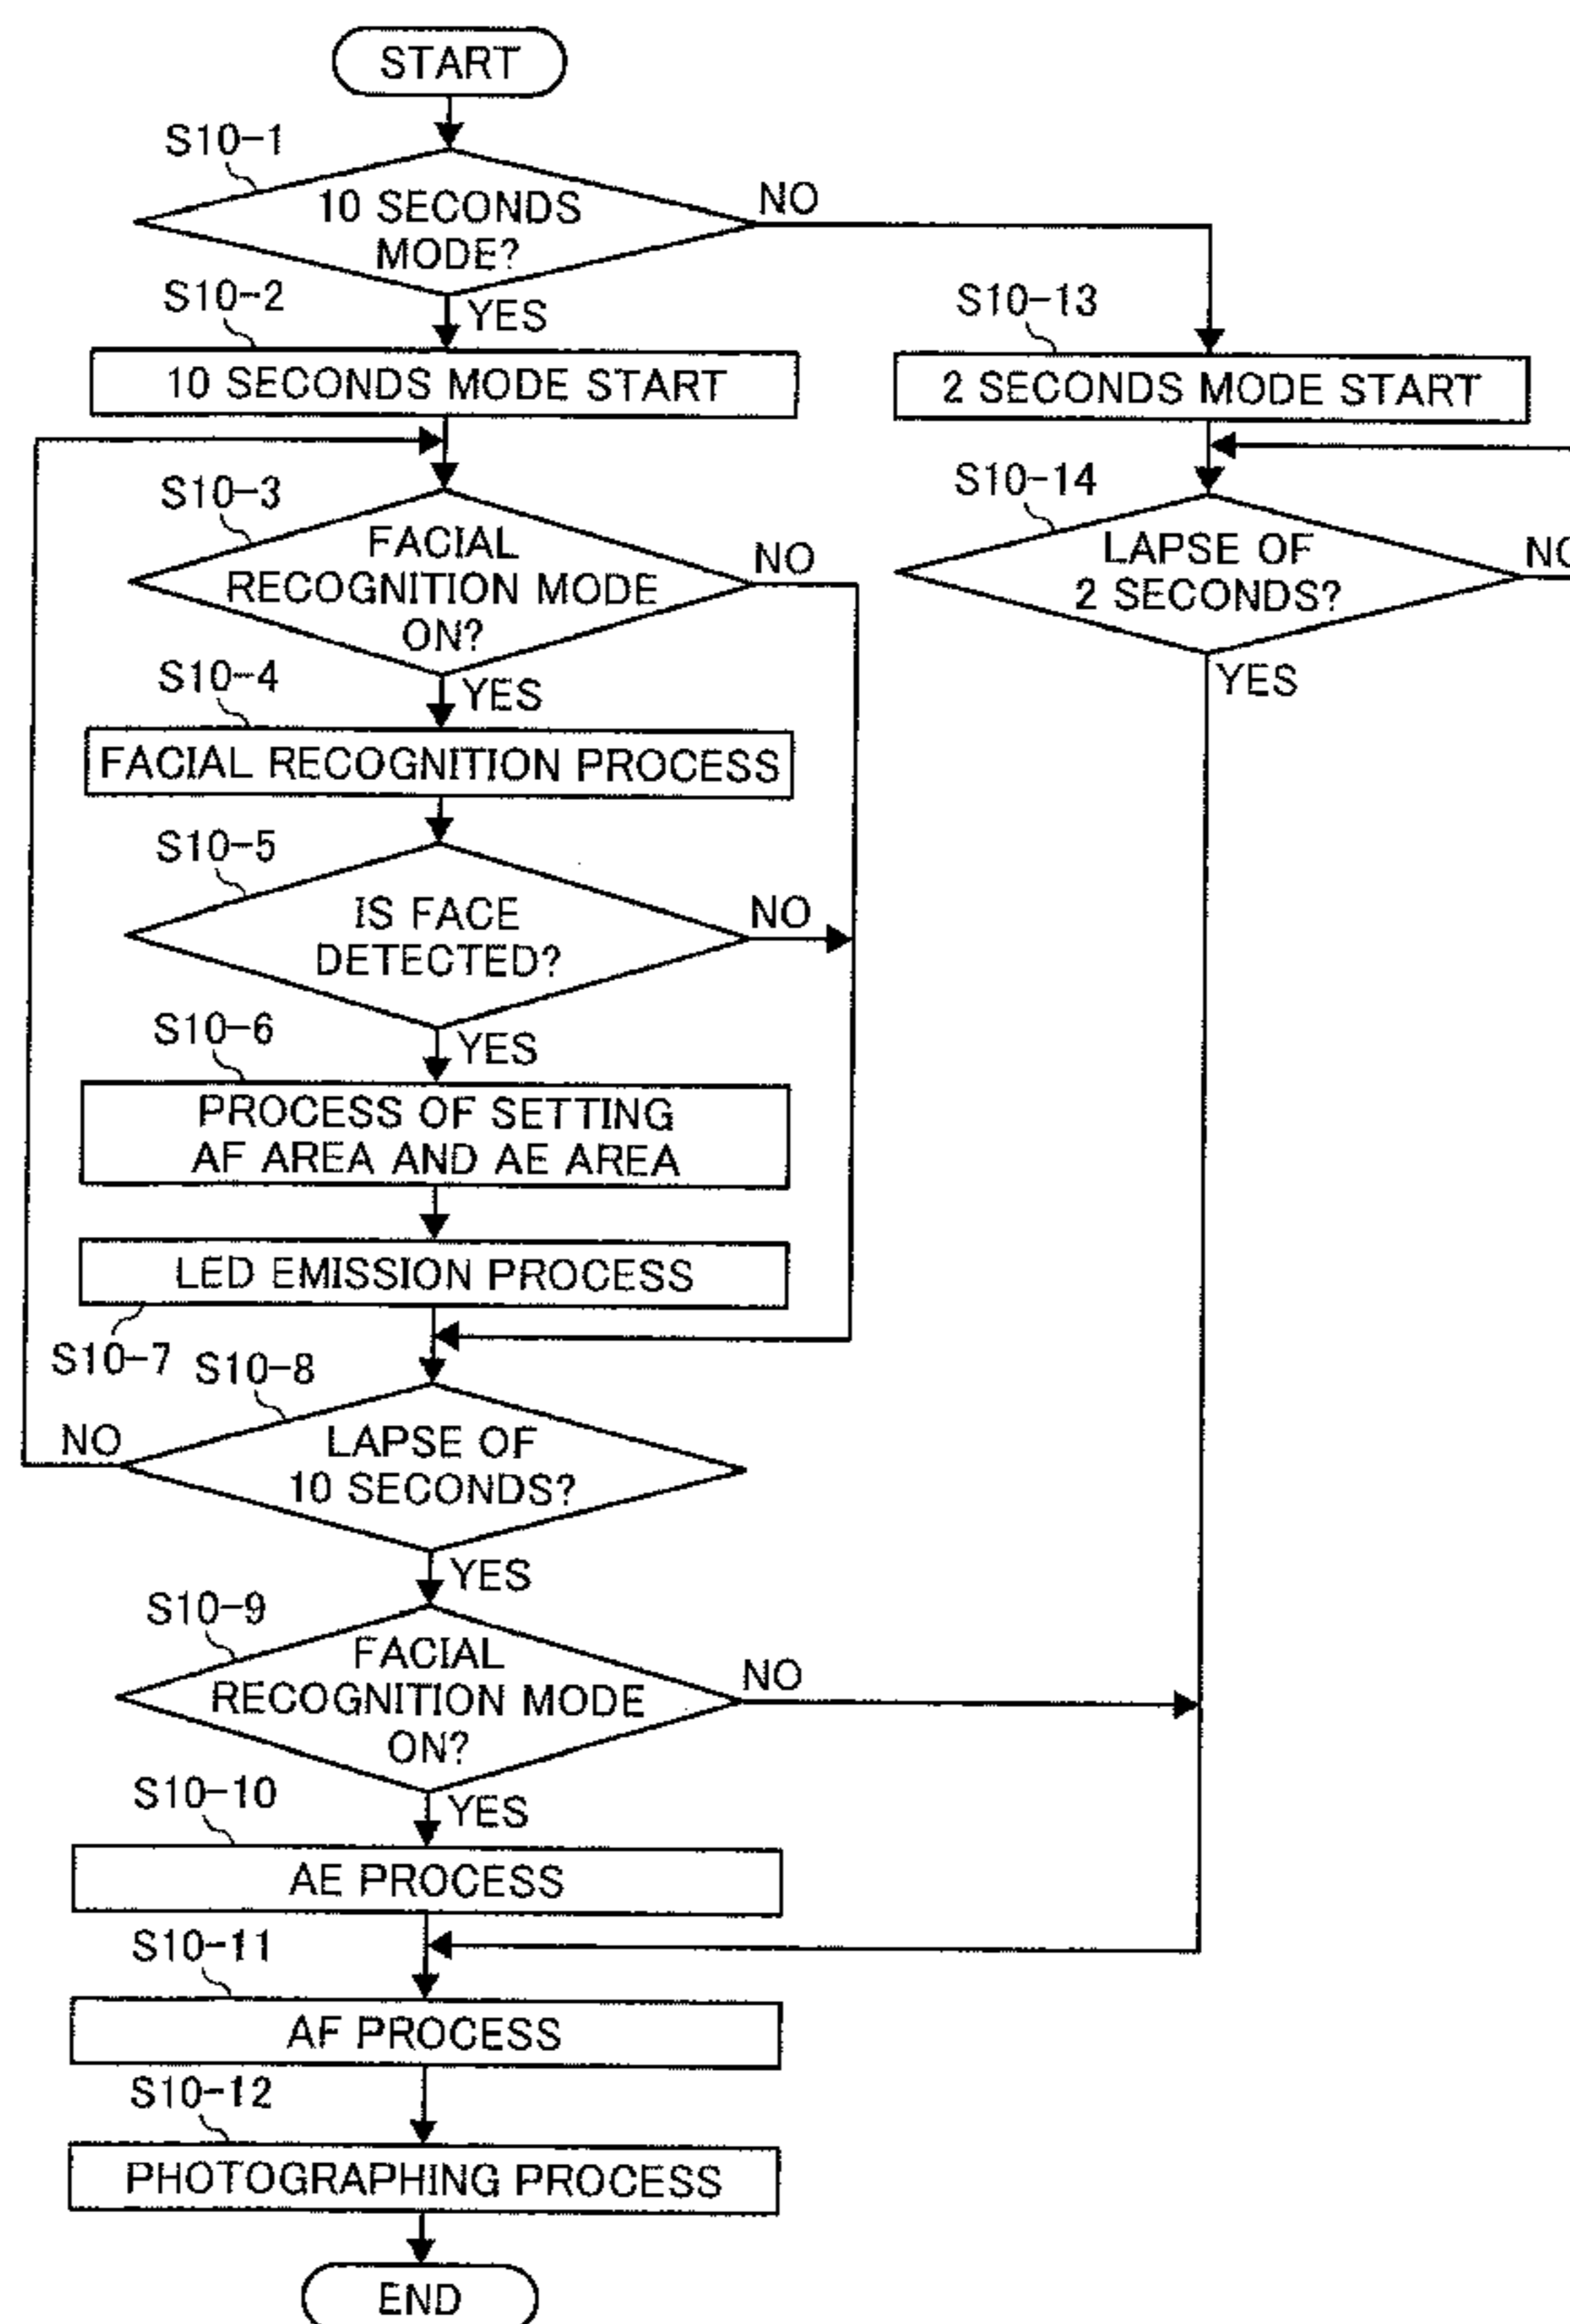 START
S10-1
10 SECONDS
MODE?
NO
YES
S10-2
10 SECONDS MODE START
S10-13
2 SECONDS MODE START
S10-3
FACIAL
RECOGNITION MODE
ON?
NO
YES
S10-14
LAPSE OF
2 SECONDS?
NO
YES
S10-4
FACIAL RECOGNITION PROCESS
S10-5
IS FACE
DETECTED?
NO
YES
S10-6
PROCESS OF SETTING
AF AREA AND AE AREA
LED EMISSION PROCESS
S10-7
S10-8
LAPSE OF
10 SECONDS?
NO
YES
S10-9
FACIAL
RECOGNITION MODE
ON?
NO
YES
S10-10
AE PROCESS
S10-11
AF PROCESS
S10-12
PHOTOGRAPHING PROCESS
END